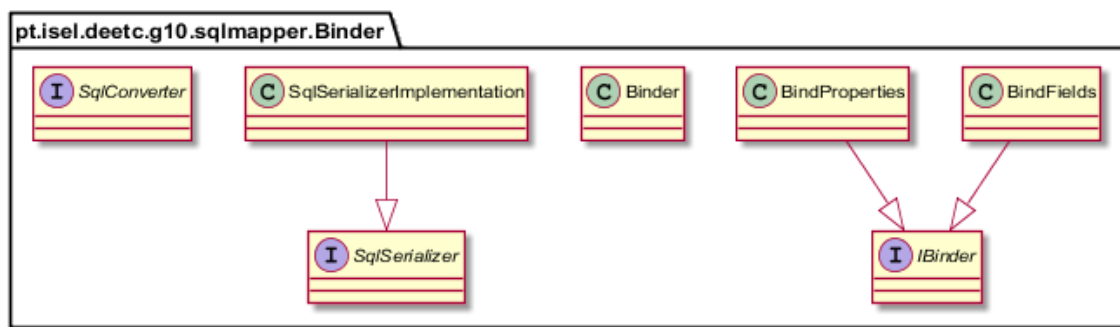 pt.isel.deetc.g10.sqlmapper.Binder
I SqlConverter
C SqlSerializerImplementation
C Binder
C BindProperties
C BindFields
I SqlSerializer
I IBinder